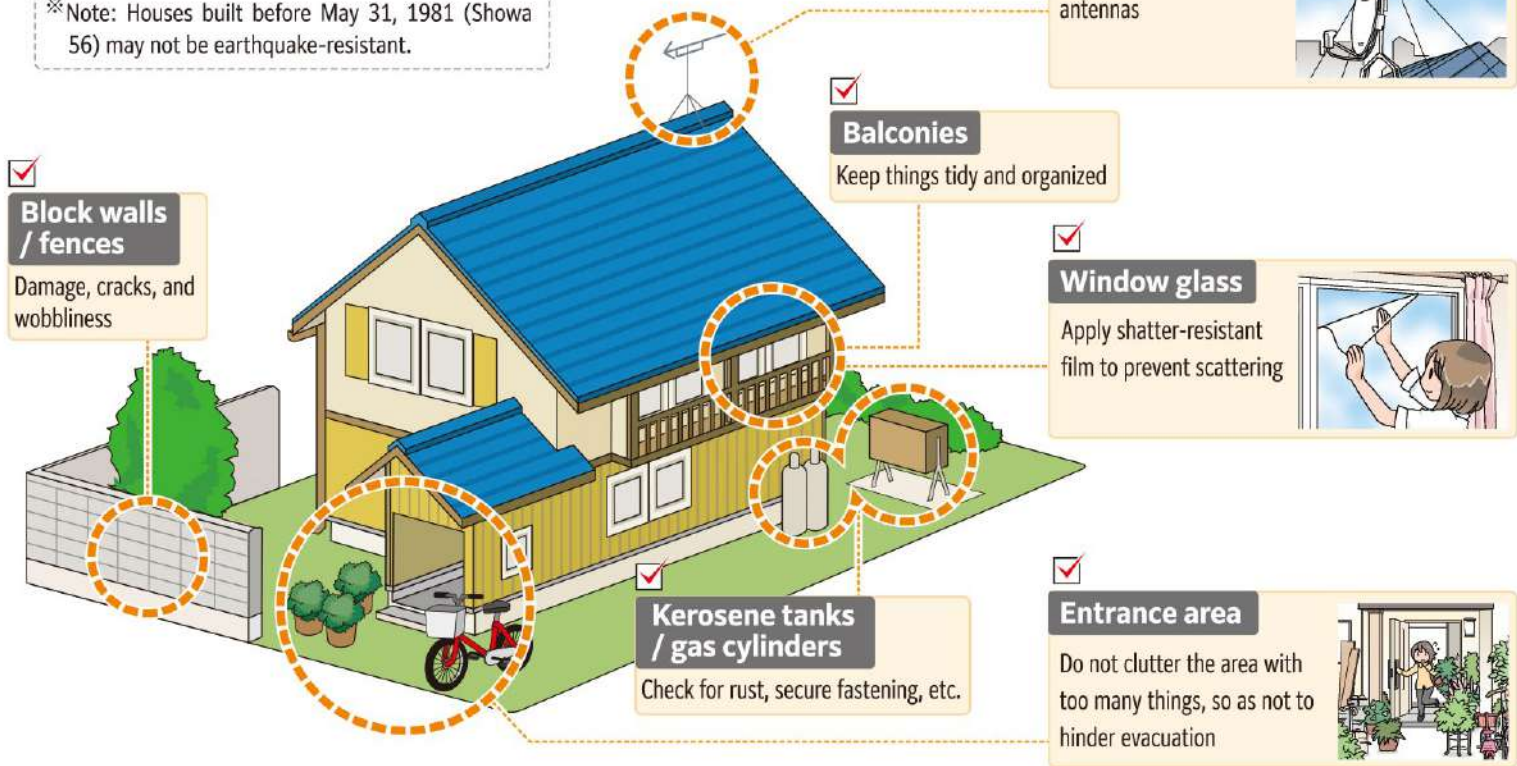 ※Note: Houses built before May 31, 1981 (Showa
56) may not be earthquake-resistant.
antennas
Balconies
Keep things tidy and organized
Block walls
/ fences
Damage, cracks, and
wobbliness
Window glass
Apply shatter-resistant
film to prevent scattering
Kerosene tanks
/ gas cylinders
Check for rust, secure fastening, etc.
Entrance area
Do not clutter the area with
too many things, so as not to
hinder evacuation